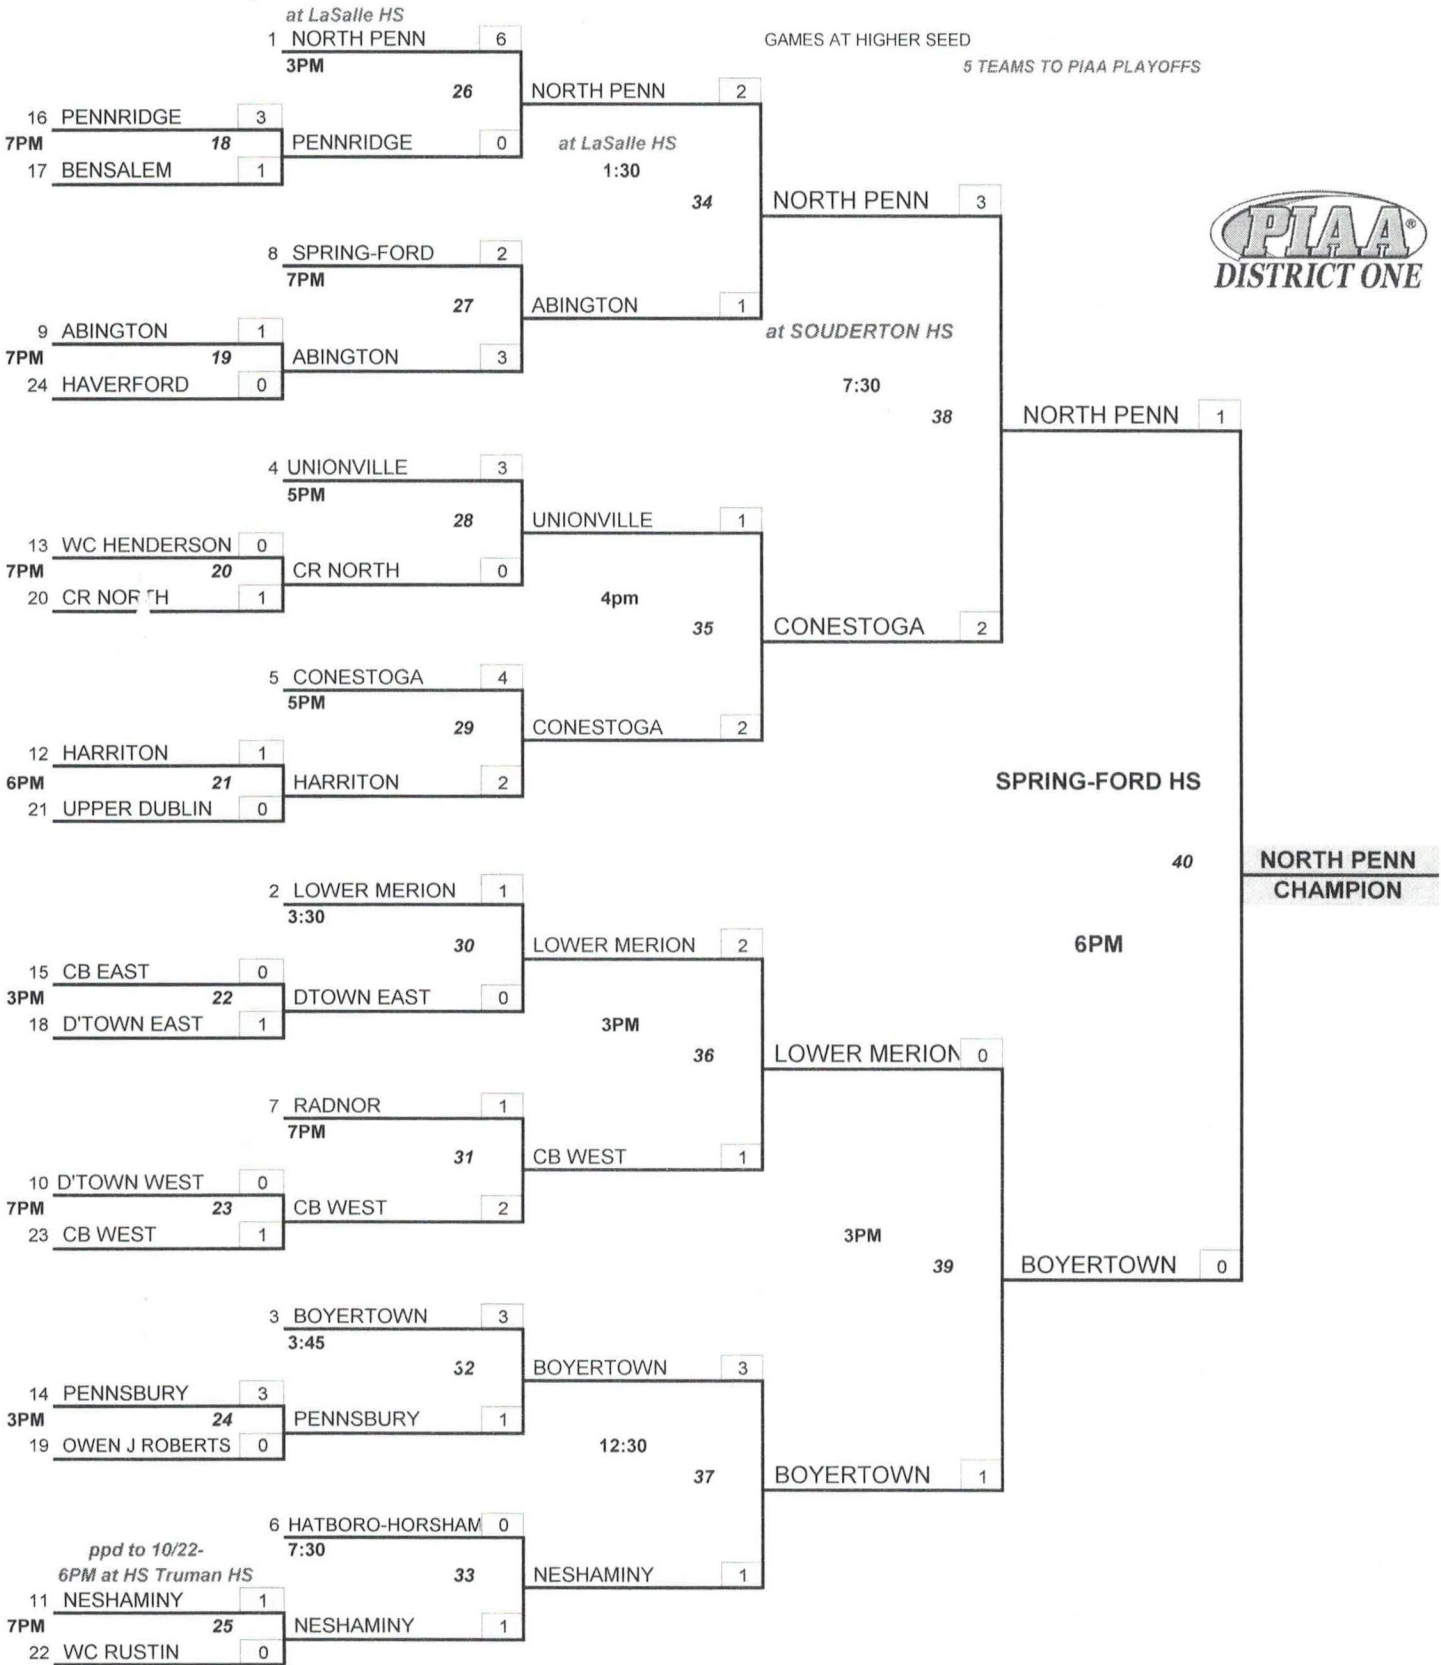 at LaSalle HS
1 NORTH PENN 6
GAMES AT HIGHER SEED
3PM
5 TEAMS TO PIAA PLAYOFFS
26
NORTH PENN 2
16 PENNRIDGE 3
7PM
18
PENNRIDGE 0
at LaSalle HS
17 BENSALEM 1
1:30
34
NORTH PENN 3
PIAA®
DISTRICT ONE
8 SPRING-FORD 2
7PM
27
ABINGTON 1
9 ABINGTON 1
at SOUDERTON HS
7PM
19
ABINGTON 3
24 HAVERFORD 0
7:30
38
NORTH PENN 1
4 UNIONVILLE 3
5PM
28
UNIONVILLE 1
13 WC HENDERSON 0
7PM
20
CR NORTH 0
20 CR NORTH 1
4pm
35
CONESTOGA 2
5 CONESTOGA 4
5PM
29
CONESTOGA 2
12 HARRITON 1
6PM
21
HARRITON 2
SPRING-FORD HS
21 UPPER DUBLIN 0
40
NORTH PENN
CHAMPION
2 LOWER MERION 1
3:30
30
LOWER MERION 2
6PM
15 CB EAST 0
3PM
22
DTOWN EAST 0
18 D'TOWN EAST 1
3PM
36
LOWER MERION 0
7 RADNOR 1
7PM
31
CB WEST 1
10 D'TOWN WEST 0
7PM
23
CB WEST 2
23 CB WEST 1
3PM
39
BOYERTOWN 0
3 BOYERTOWN 3
3:45
32
BOYERTOWN 3
14 PENNSBURY 3
3PM
24
PENNSBURY 1
19 OWEN J ROBERTS 0
12:30
37
BOYERTOWN 1
6 HATBORO-HORSHAM 0
7:30
ppd to 10/22-
6PM at HS Truman HS
33
NESHAMINY 1
11 NESHAMINY 1
7PM
25
NESHAMINY 1
22 WC RUSTIN 0